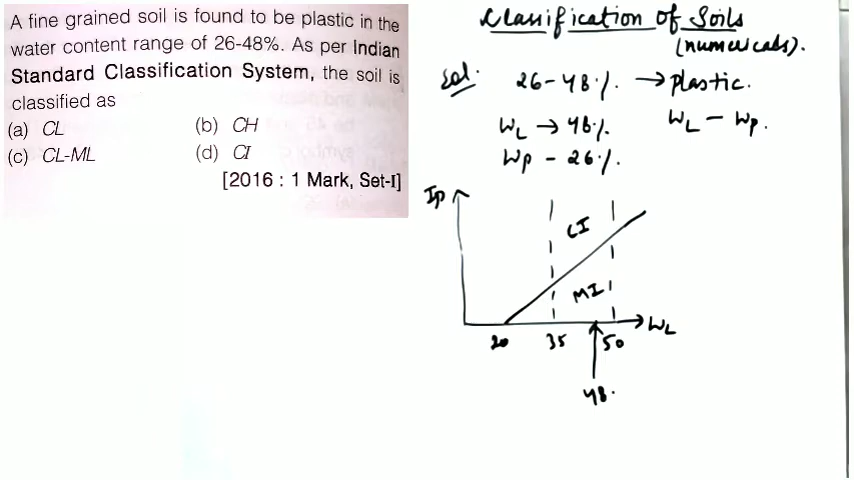 A fine grained soil is found to be plastic in the
water content range of 26-48%. As per Indian
Standard Classification System, the soil is
classified as
(a) CL
(b) CH
(c) CL-ML
(d) CI
[2016 : 1 Mark, Set-I]
Classification of Soils
(numericals).
Sol.
26-48% → plastic.
WL → 48%
WL - Wp.
Wp - 26%.
Ip
CI
MI
WL
20
35
50
48.